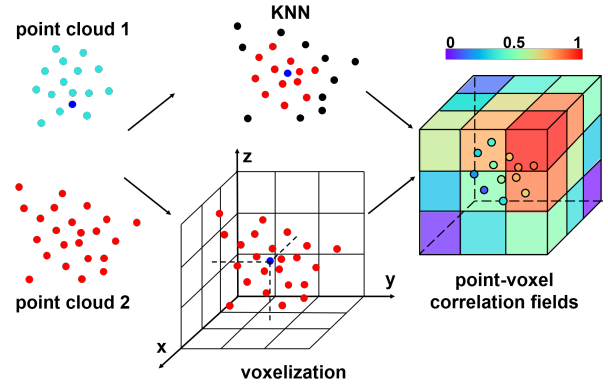 point cloud 1
KNN
0 0.5 1
z
y
point cloud 2
x
voxelization
point-voxel
correlation fields